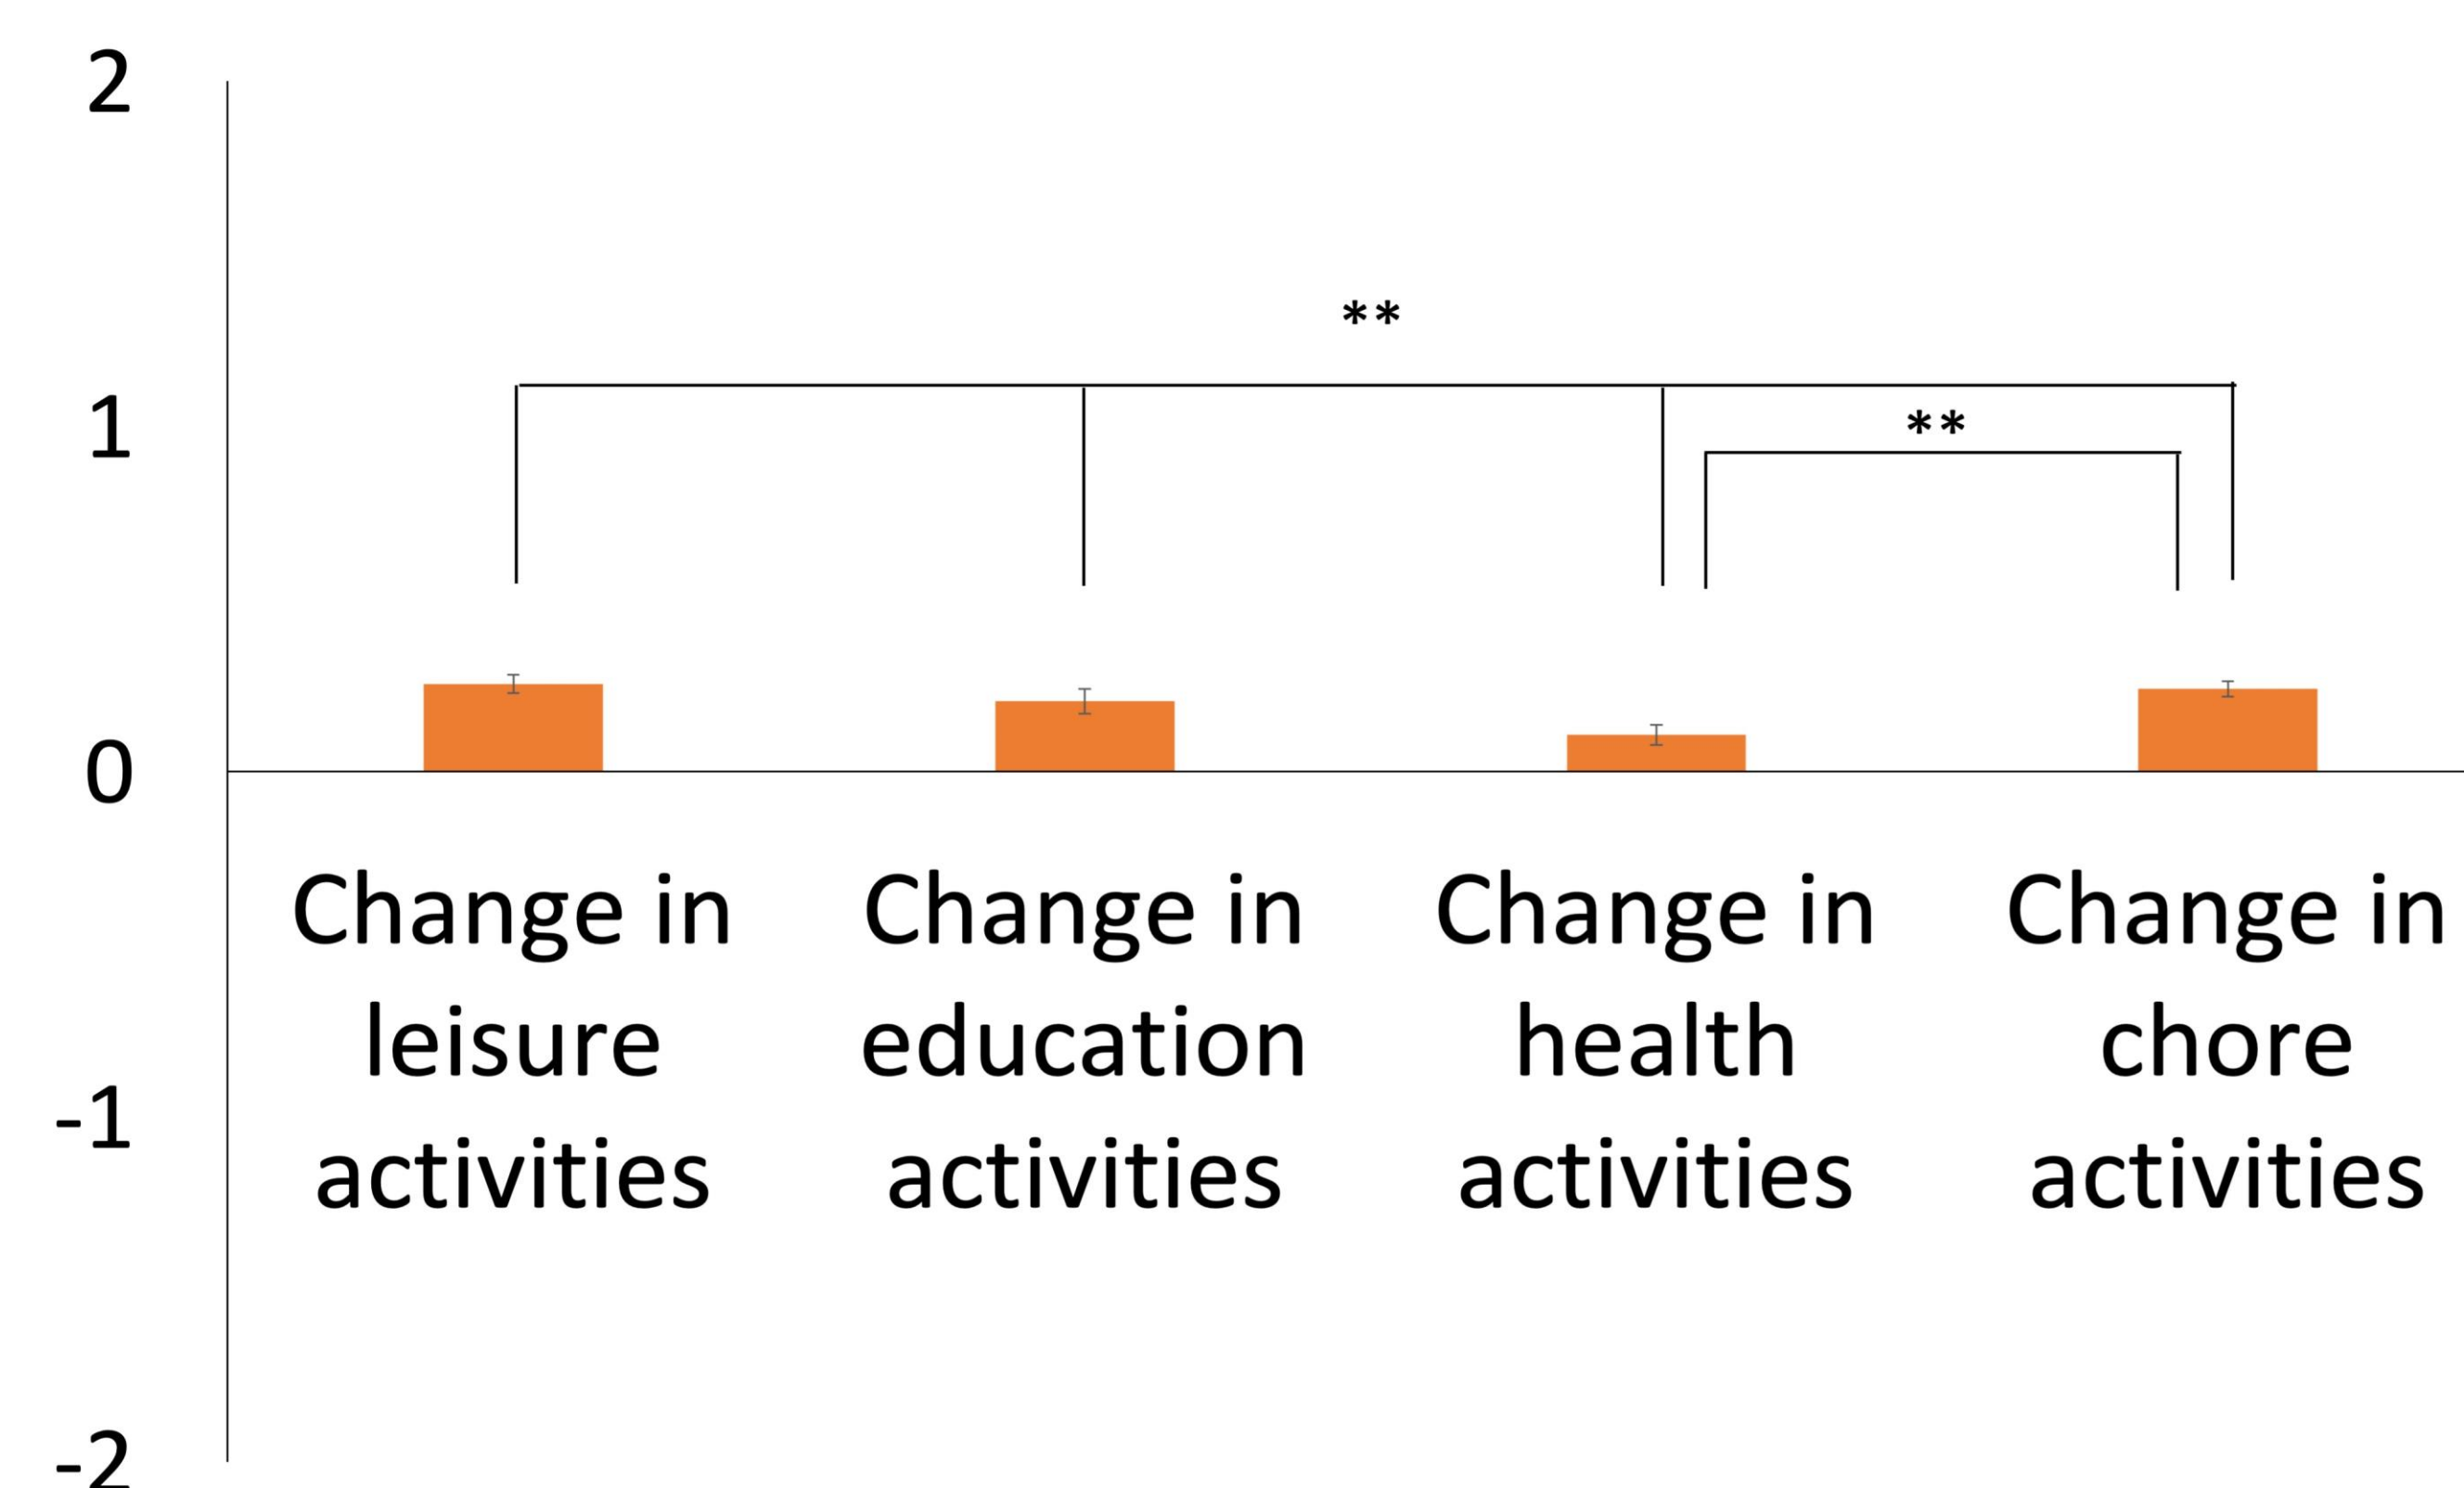 2
**
1
**
0
Change in leisure activities
Change in education activities
Change in health activities
Change in chore activities
-1
-2